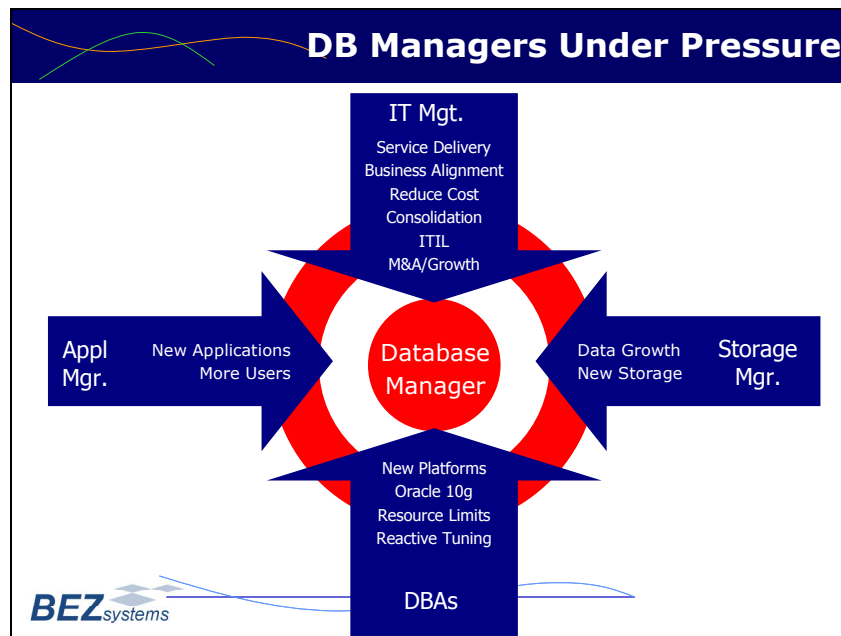 DB Managers Under Pressure
IT Mgt.
Service Delivery
Business Alignment
Reduce Cost
Consolidation
ITIL
M&A/Growth
Appl
Mgr.
New Applications
More Users
Database
Manager
Data Growth
New Storage
Storage
Mgr.
New Platforms
Oracle 10g
Resource Limits
Reactive Tuning
DBAs
BEZsystems